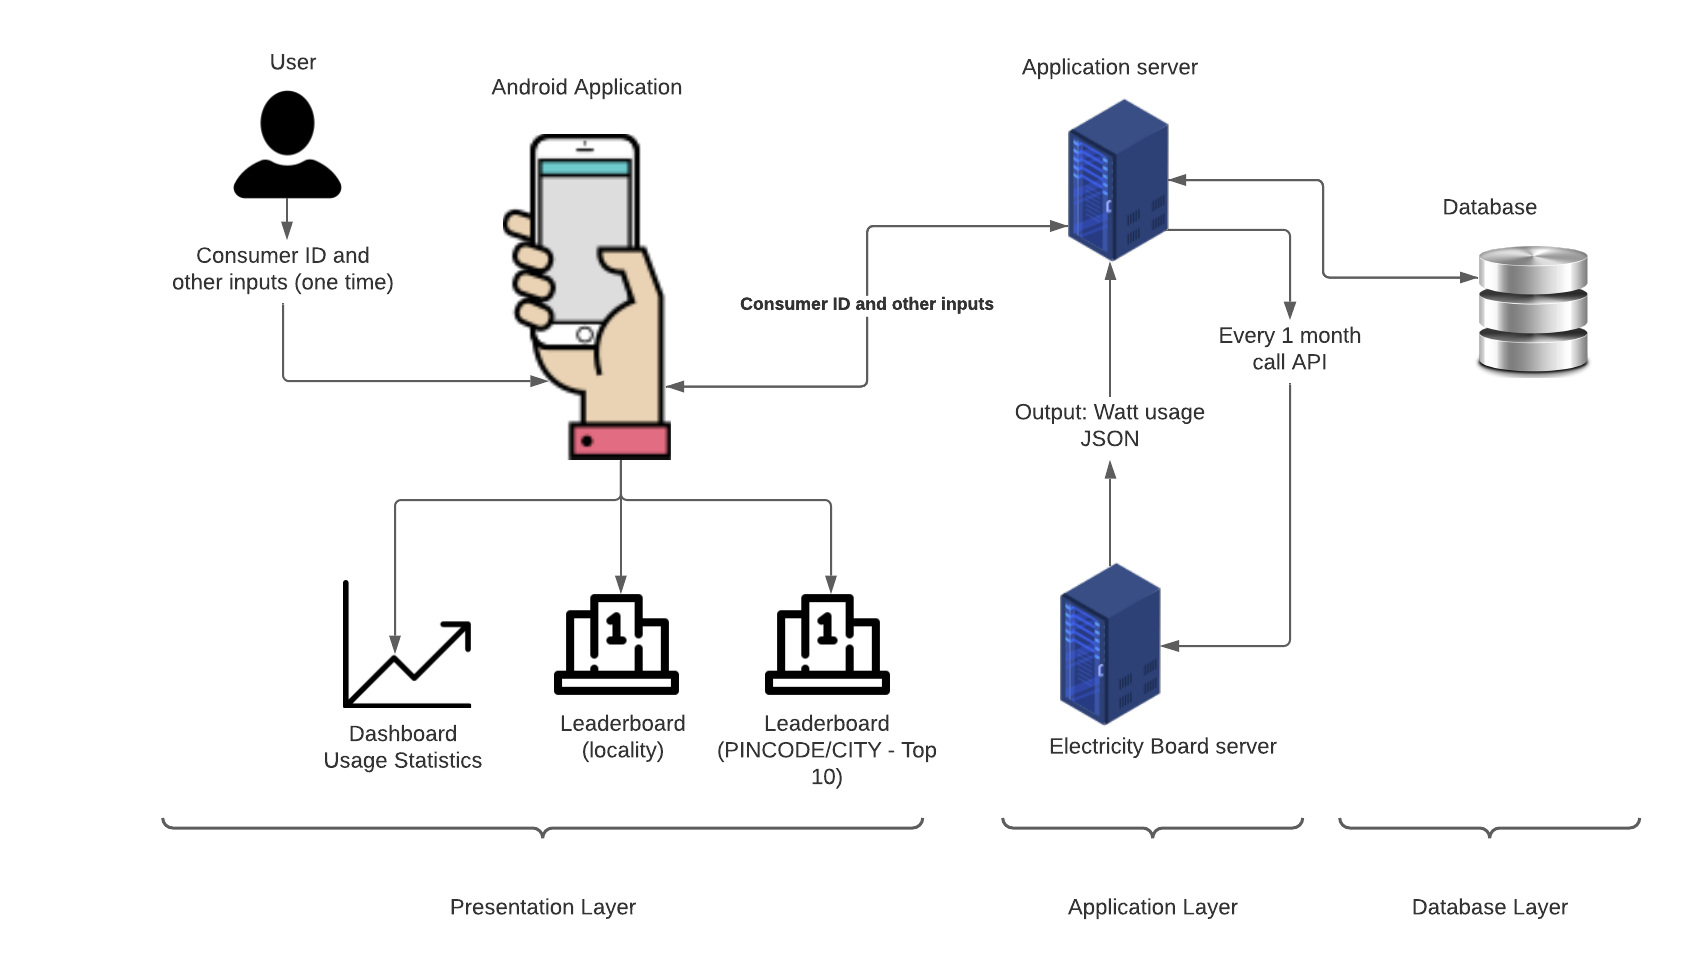 User
Android Application
Application server
Consumer ID and
other inputs (one time)
Database
Consumer ID and other inputs
Every 1 month
call API
Output: Watt usage
JSON
1
1
Dashboard
Usage Statistics
Leaderboard
(locality)
Leaderboard
(PINCODE/CITY - Top
10)
Electricity Board server
Presentation Layer
Application Layer
Database Layer